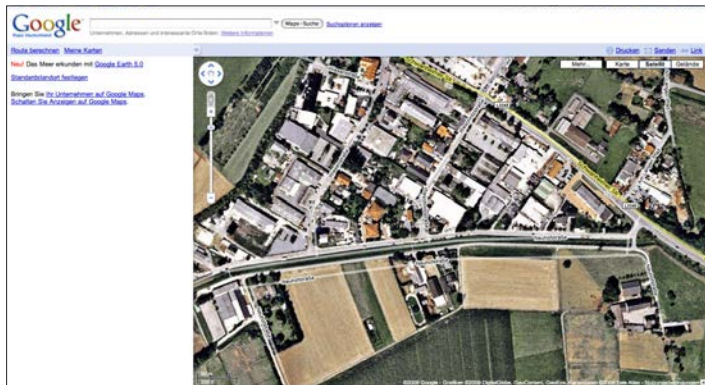 Google
Maps Deutschland
Maps-Suche
Suchoptionen anzeigen
Unternehmen, Adressen und interessante Orte finden. Weitere Informationen
Route berechnen Meine Karten
Drucken Senden Link
Neu! Das Meer erkunden mit Google Earth 5.0
Standardstandort festlegen
Bringen Sie Ihr Unternehmen auf Google Maps.
Schalten Sie Anzeigen auf Google Maps.
Mehr... Karte Satellit Gelände